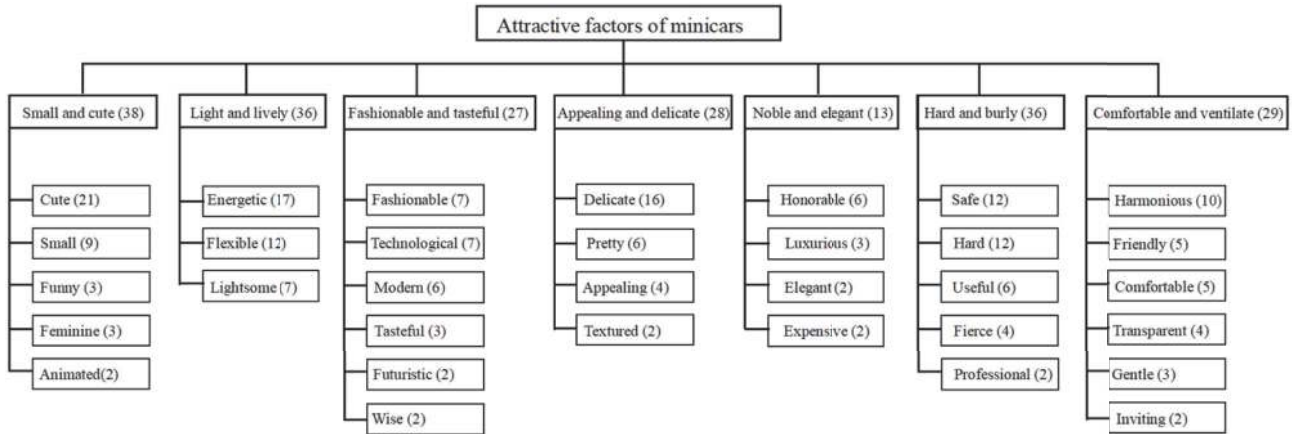 Attractive factors of minicars
Small and cute (38)
Cute (21)
Small (9)
Funny (3)
Feminine (3)
Animated(2)
Light and lively (36)
Energetic (17)
Flexible (12)
Lightsome (7)
Fashionable and tasteful (27)
Fashionable (7)
Technological (7)
Modern (6)
Tasteful (3)
Futuristic (2)
Wise (2)
Appealing and delicate (28)
Delicate (16)
Pretty (6)
Appealing (4)
Textured (2)
Noble and elegant (13)
Honorable (6)
Luxurious (3)
Elegant (2)
Expensive (2)
Hard and burly (36)
Safe (12)
Hard (12)
Useful (6)
Fierce (4)
Professional (2)
Comfortable and ventilate (29)
Harmonious (10)
Friendly (5)
Comfortable (5)
Transparent (4)
Gentle (3)
Inviting (2)